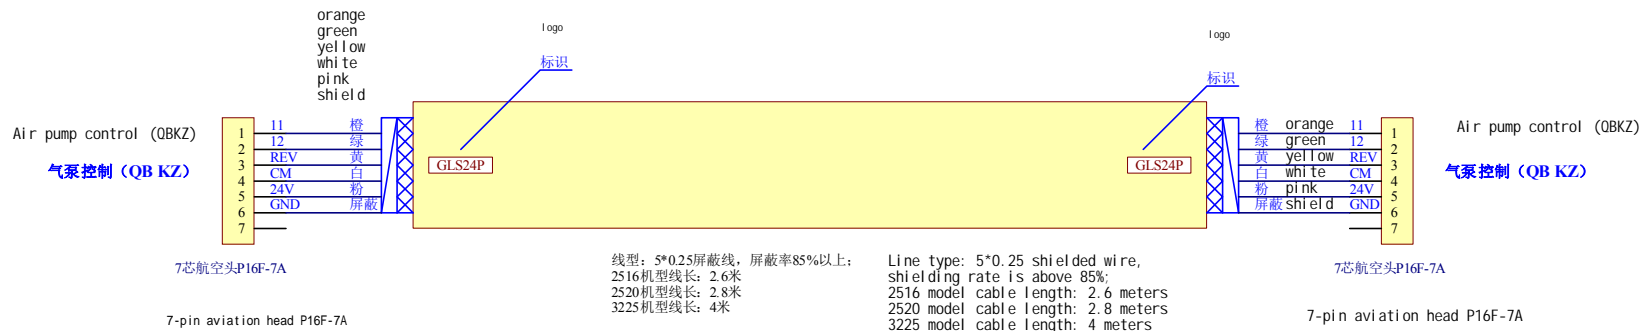 orange
green
yellow
white
pink
shield
logo
logo
标识
标识
Air pump control (QBKZ)
气泵控制（QB KZ）
1 11 橙
2 12 绿
3 REV 黄
4 CM 白
5 24V 粉
6 GND 屏蔽
7
GLS24P
GLS24P
橙 orange 11 1
绿 green 12 2
黄 yellow REV 3
白 white CM 4
粉 pink 24V 5
屏蔽 shield GND 6
7
Air pump control (QBKZ)
气泵控制（QB KZ）
7芯航空头P16F-7A
7-pin aviation head P16F-7A
线型：5*0.25屏蔽线，屏蔽率85%以上；
2516机型线长：2.6米
2520机型线长：2.8米
3225机型线长：4米
Line type: 5*0.25 shielded wire,
shielding rate is above 85%;
2516 model cable length: 2.6 meters
2520 model cable length: 2.8 meters
3225 model cable length: 4 meters
7芯航空头P16F-7A
7-pin aviation head P16F-7A